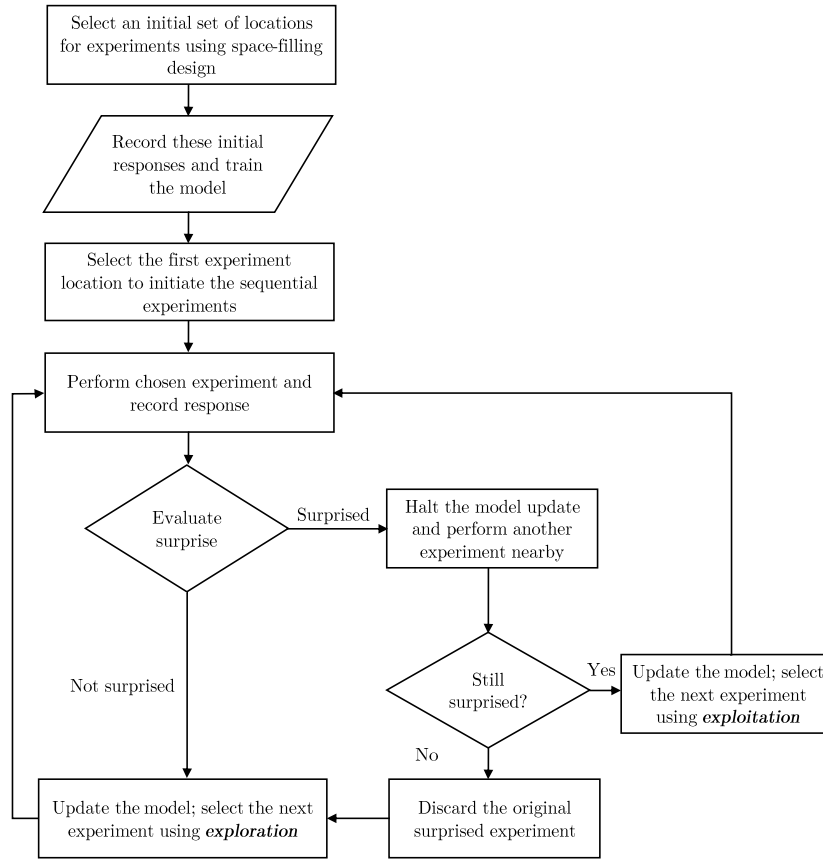 Select an initial set of locations
for experiments using space-filling
design
Record these initial
responses and train
the model
Select the first experiment
location to initiate the sequential
experiments
Perform chosen experiment and
record response
Evaluate
surprise
Surprised
Halt the model update
and perform another
experiment nearby
Not surprised
Still
surprised?
Yes
Update the model; select
the next experiment
using exploitation
No
Discard the original
surprised experiment
Update the model; select the next
experiment using exploration